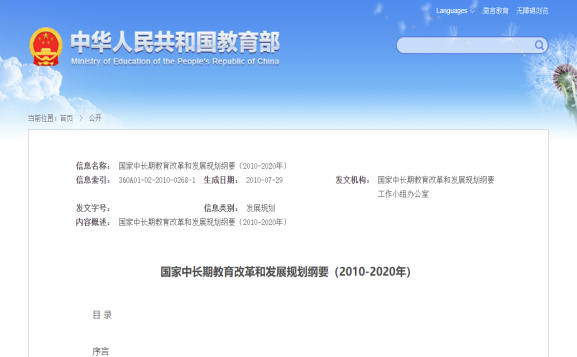 Languages 微言教育 无障碍浏览
中华人民共和国教育部
Ministry of Education of the People's Republic of China
当前位置：首页 > 公开
信息名称： 国家中长期教育改革和发展规划纲要（2010-2020年）
信息索引： 360A01-02-2010-0268-1 生成日期： 2010-07-29 发文机构： 国家中长期教育改革和发展规划纲要
工作小组办公室
发文字号： 信息类别： 发展规划
内容概述： 国家中长期教育改革和发展规划纲要（2010-2020年）
国家中长期教育改革和发展规划纲要（2010-2020年）
目 录
序言